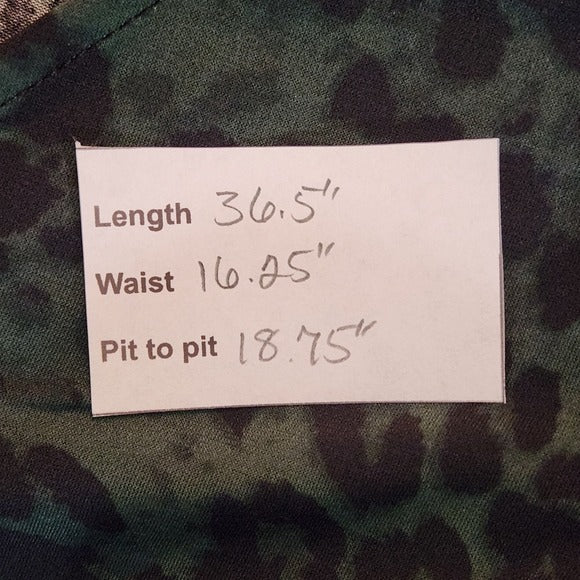 Length 36.5"
Waist 16.25"
Pit to pit 18.75"